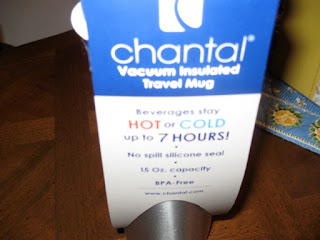 chantal®
Vacuum Insulated
Travel Mug
Beverages stay
HOT or COLD
up to 7 HOURS!
•
No spill silicone seal
•
15 Oz. capacity
•
BPA-Free
www.chantal.com